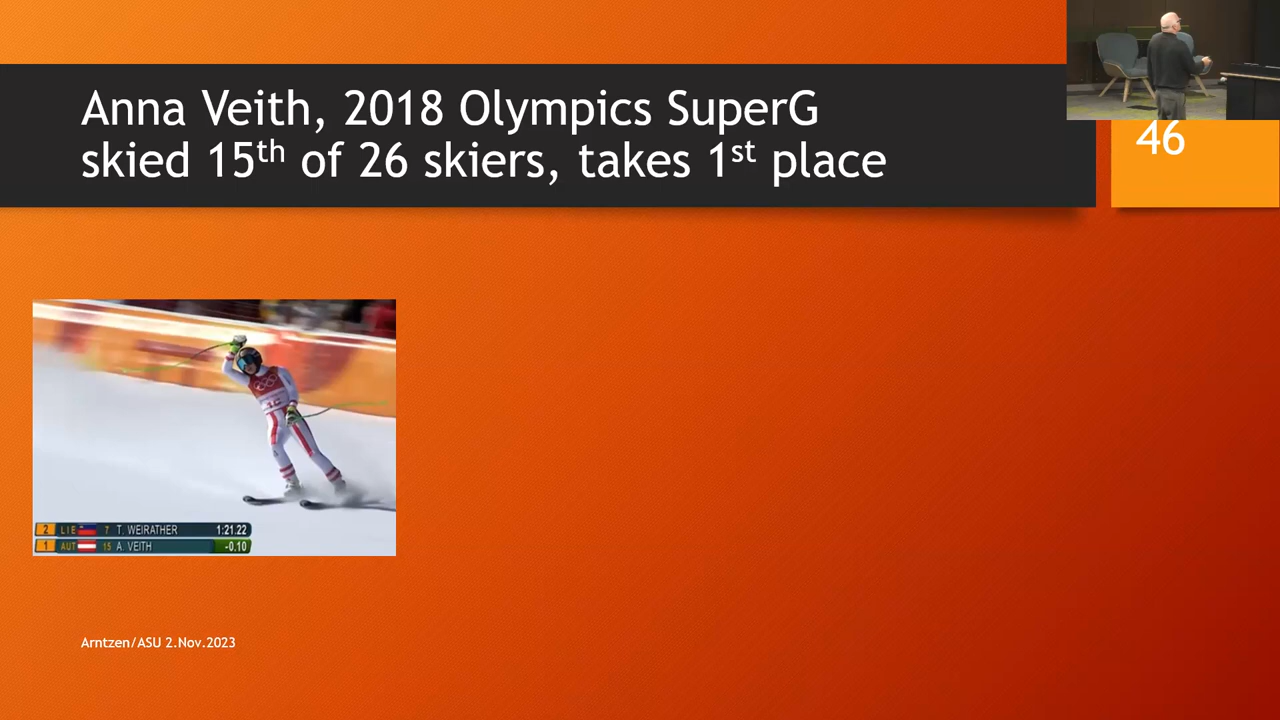 Anna Veith, 2018 Olympics SuperG
skied 15th of 26 skiers, takes 1st place
46
2 LIE 7 T. WEIRATHER 1:21.22
1 AUT 15 A. VEITH -0.10
Arntzen/ASU 2.Nov.2023